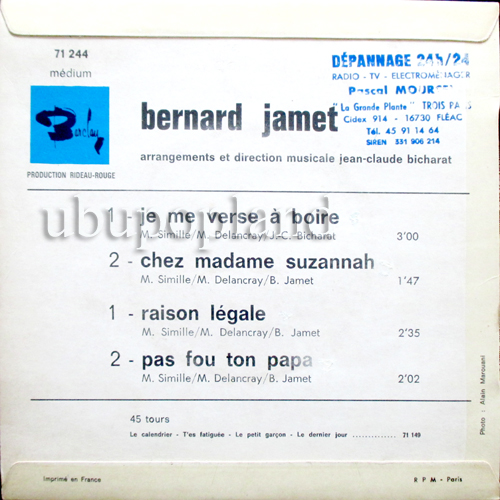 71 244
médium
Barclay
PRODUCTION RIDEAU-ROUGE
DÉPANNAGE 24h/24
RADIO - TV - ELECTROMÉNAGER
Pascal
"La Grande Plante" TROIS
Cidex 914 - 16730 FLÉAC
Tél. 45 91 14 64
SIREN 331 906 214
bernard jamet
arrangements et direction musicale jean-claude bicharat
ubupopland
1 - je me verse à boire
M. Simille/M. Delancray/J.-C. Bicharat 3'00
2 - chez madame suzannah
M. Simille/M. Delancray/B. Jamet 1'47
1 - raison légale
M. Simille/M. Delancray/B. Jamet 2'35
2 - pas fou ton papa
M. Simille/M. Delancray/B. Jamet 2'02
45 tours
Le calendrier - T'es fatiguée - Le petit garçon - Le dernier jour .............. 71 149
Photo : Alain Marouani
Imprimé en France
R P M - Paris